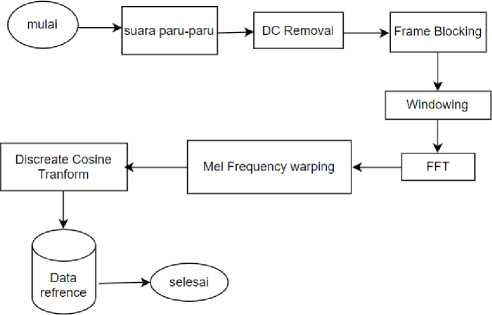 mulai
suara paru-paru
DC Removal
Frame Blocking
Windowing
FFT
Mel Frequency warping
Discreate Cosine
Tranform
Data
refrence
selesai